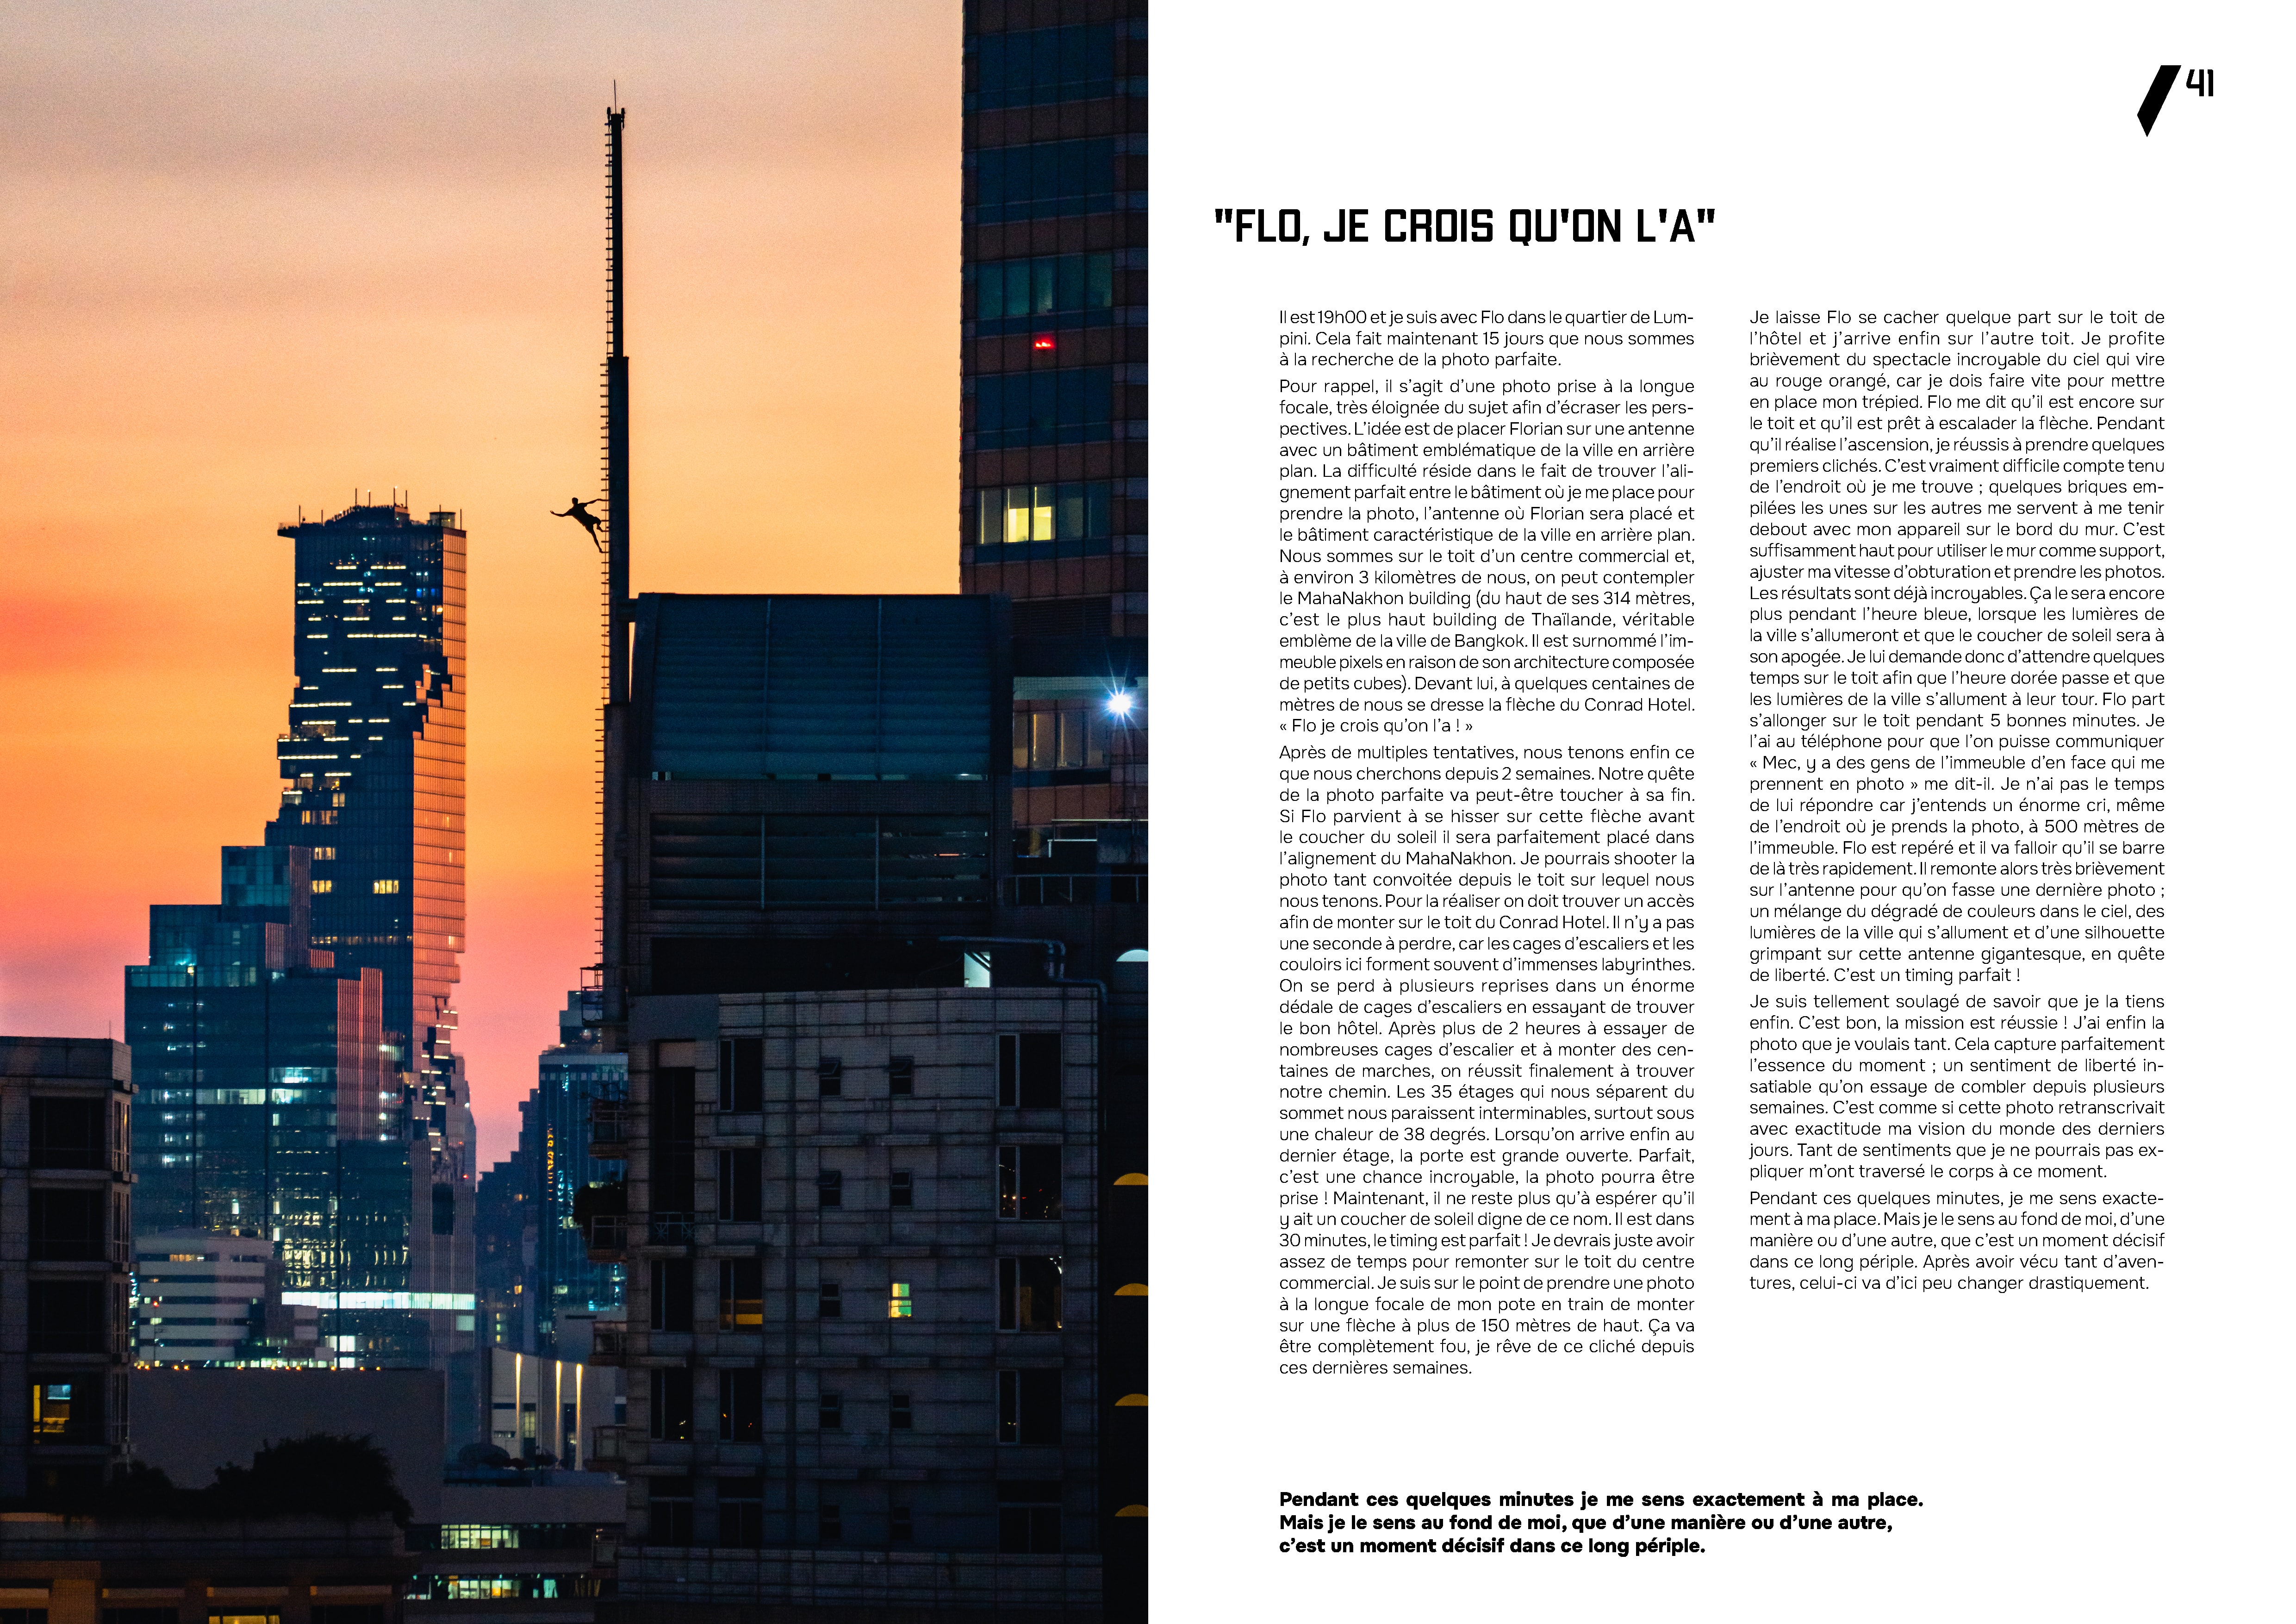 41
"FLO, JE CROIS QU'ON L'A"
Il est 19h00 et je suis avec Flo dans le quartier de Lum-
pini. Cela fait maintenant 15 jours que nous sommes
à la recherche de la photo parfaite.
Pour rappel, il s’agit d’une photo prise à la longue
focale, très éloignée du sujet afin d’écraser les pers-
pectives. L’idée est de placer Florian sur une antenne
avec un bâtiment emblématique de la ville en arrière
plan. La difficulté réside dans le fait de trouver l’ali-
gnement parfait entre le bâtiment où je me place pour
prendre la photo, l’antenne où Florian sera placé et
le bâtiment caractéristique de la ville en arrière plan.
Nous sommes sur le toit d’un centre commercial et,
à environ 3 kilomètres de nous, on peut contempler
le MahaNakhon building (du haut de ses 314 mètres,
c’est le plus haut building de Thaïlande, véritable
emblème de la ville de Bangkok. Il est surnommé l’im-
meuble pixels en raison de son architecture composée
de petits cubes). Devant lui, à quelques centaines de
mètres de nous se dresse la flèche du Conrad Hotel.
« Flo je crois qu’on l’a ! »
Après de multiples tentatives, nous tenons enfin ce
que nous cherchons depuis 2 semaines. Notre quête
de la photo parfaite va peut-être toucher à sa fin.
Si Flo parvient à se hisser sur cette flèche avant
le coucher du soleil il sera parfaitement placé dans
l’alignement du MahaNakhon. Je pourrais shooter la
photo tant convoitée depuis le toit sur lequel nous
nous tenons. Pour la réaliser on doit trouver un accès
afin de monter sur le toit du Conrad Hotel. Il n’y a pas
une seconde à perdre, car les cages d’escaliers et les
couloirs ici forment souvent d’immenses labyrinthes.
On se perd à plusieurs reprises dans un énorme
dédale de cages d’escaliers en essayant de trouver
le bon hôtel. Après plus de 2 heures à essayer de
nombreuses cages d’escalier et à monter des cen-
taines de marches, on réussit finalement à trouver
notre chemin. Les 35 étages qui nous séparent du
sommet nous paraissent interminables, surtout sous
une chaleur de 38 degrés. Lorsqu’on arrive enfin au
dernier étage, la porte est grande ouverte. Parfait,
c’est une chance incroyable, la photo pourra être
prise ! Maintenant, il ne reste plus qu’à espérer qu’il
y ait un coucher de soleil digne de ce nom. Il est dans
30 minutes, le timing est parfait ! Je devrais juste avoir
assez de temps pour remonter sur le toit du centre
commercial. Je suis sur le point de prendre une photo
à la longue focale de mon pote en train de monter
sur une flèche à plus de 150 mètres de haut. Ça va
être complètement fou, je rêve de ce cliché depuis
ces dernières semaines.
Je laisse Flo se cacher quelque part sur le toit de
l’hôtel et j’arrive enfin sur l’autre toit. Je profite
brièvement du spectacle incroyable du ciel qui vire
au rouge orangé, car je dois faire vite pour mettre
en place mon trépied. Flo me dit qu’il est encore sur
le toit et qu’il est prêt à escalader la flèche. Pendant
qu’il réalise l’ascension, je réussis à prendre quelques
premiers clichés. C’est vraiment difficile compte tenu
de l’endroit où je me trouve ; quelques briques em-
pilées les unes sur les autres me servent à me tenir
debout avec mon appareil sur le bord du mur. C’est
suffisamment haut pour utiliser le mur comme support,
ajuster ma vitesse d’obturation et prendre les photos.
Les résultats sont déjà incroyables. Ça le sera encore
plus pendant l’heure bleue, lorsque les lumières de
la ville s’allumeront et que le coucher de soleil sera à
son apogée. Je lui demande donc d’attendre quelques
temps sur le toit afin que l’heure dorée passe et que
les lumières de la ville s’allument à leur tour. Flo part
s’allonger sur le toit pendant 5 bonnes minutes. Je
l’ai au téléphone pour que l’on puisse communiquer
« Mec, y a des gens de l’immeuble d’en face qui me
prennent en photo » me dit-il. Je n’ai pas le temps
de lui répondre car j’entends un énorme cri, même
de l’endroit où je prends la photo, à 500 mètres de
l’immeuble. Flo est repéré et il va falloir qu’il se barre
de là très rapidement. Il remonte alors très brièvement
sur l’antenne pour qu’on fasse une dernière photo ;
un mélange du dégradé de couleurs dans le ciel, des
lumières de la ville qui s’allument et d’une silhouette
grimpant sur cette antenne gigantesque, en quête
de liberté. C’est un timing parfait !
Je suis tellement soulagé de savoir que je la tiens
enfin. C’est bon, la mission est réussie ! J’ai enfin la
photo que je voulais tant. Cela capture parfaitement
l’essence du moment ; un sentiment de liberté in-
satiable qu’on essaye de combler depuis plusieurs
semaines. C’est comme si cette photo retranscrivait
avec exactitude ma vision du monde des derniers
jours. Tant de sentiments que je ne pourrais pas ex-
pliquer m’ont traversé le corps à ce moment.
Pendant ces quelques minutes, je me sens exacte-
ment à ma place. Mais je le sens au fond de moi, d’une
manière ou d’une autre, que c’est un moment décisif
dans ce long périple. Après avoir vécu tant d’aven-
tures, celui-ci va d’ici peu changer drastiquement.
Pendant ces quelques minutes je me sens exactement à ma place.
Mais je le sens au fond de moi, que d’une manière ou d’une autre,
c’est un moment décisif dans ce long périple.